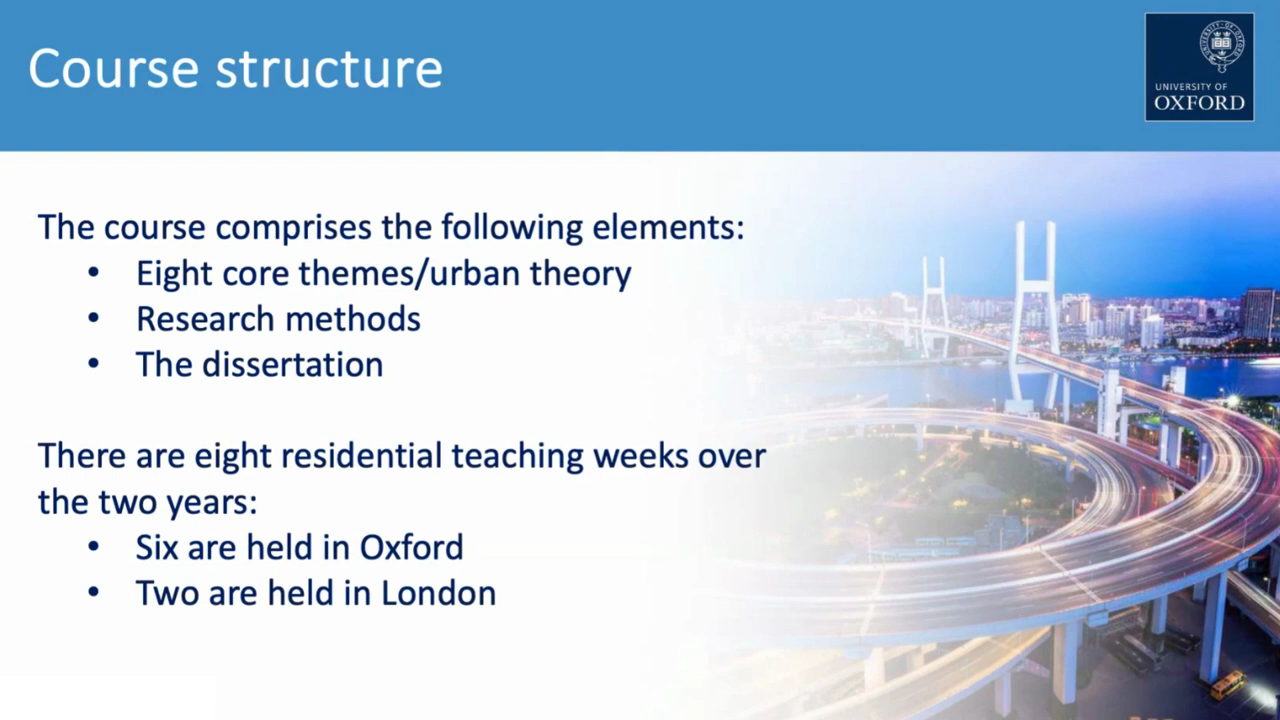 Course structure
UNIVERSITY OF
OXFORD
The course comprises the following elements:
• Eight core themes/urban theory
• Research methods
• The dissertation
There are eight residential teaching weeks over
the two years:
• Six are held in Oxford
• Two are held in London